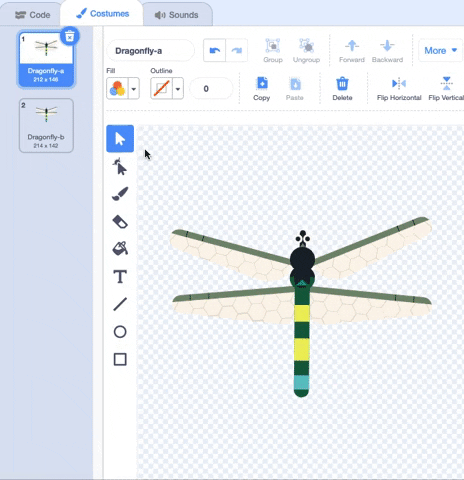 Code
Costumes
Sounds
1
Dragonfly-a
212 x 146
2
Dragonfly-b
214 x 142
Dragonfly-a
Group
Ungroup
Forward
Backward
More
Fill
Outline
0
Copy
Paste
Delete
Flip Horizontal
Flip Vertical
T